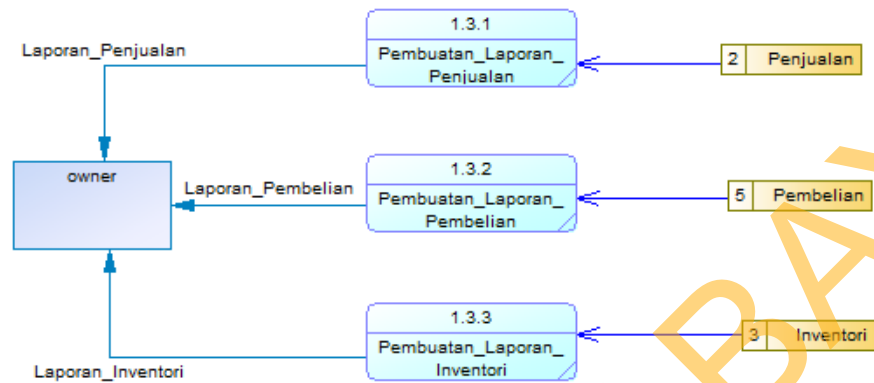 1.3.1
Laporan_Penjualan
Pembuatan_Laporan_
Penjualan
2 Penjualan
owner
1.3.2
Laporan_Pembelian
Pembuatan_Laporan_
Pembelian
5 Pembelian
1.3.3
Laporan_Inventori
Pembuatan_Laporan_
Inventori
3 Inventori
BAY